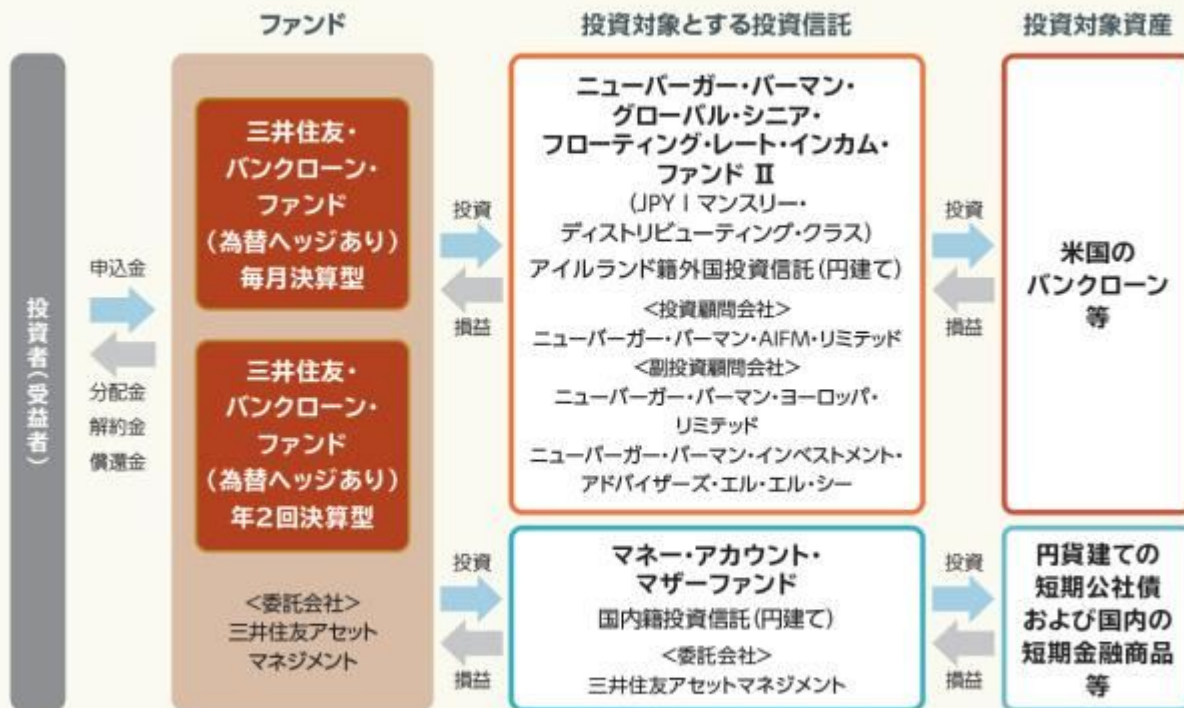 ファンド
投資対象とする投資信託
投資対象資産
投資者(受益者)
申込金
分配金
解約金
償還金
三井住友・
バンクローン・
ファンド
(為替ヘッジあり)
毎月決算型
三井住友・
バンクローン・
ファンド
(為替ヘッジあり)
年2回決算型
<委託会社>
三井住友アセット
マネジメント
投資
損益
ニューバーガー・バーマン・
グローバル・シニア・
フローティング・レート・インカム・
ファンド Ⅱ
(JPY I マンスリー・
ディストリビューティング・クラス)
アイルランド籍外国投資信託(円建て)
<投資顧問会社>
ニューバーガー・バーマン・AIFM・リミテッド
<副投資顧問会社>
ニューバーガー・バーマン・ヨーロッパ・
リミテッド
ニューバーガー・バーマン・インベストメント・
アドバイザーズ・エル・エル・シー
投資
損益
米国の
バンクローン
等
投資
損益
マネー・アカウント・
マザーファンド
国内籍投資信託(円建て)
<委託会社>
三井住友アセットマネジメント
投資
損益
円貨建ての
短期公社債
および国内の
短期金融商品
等